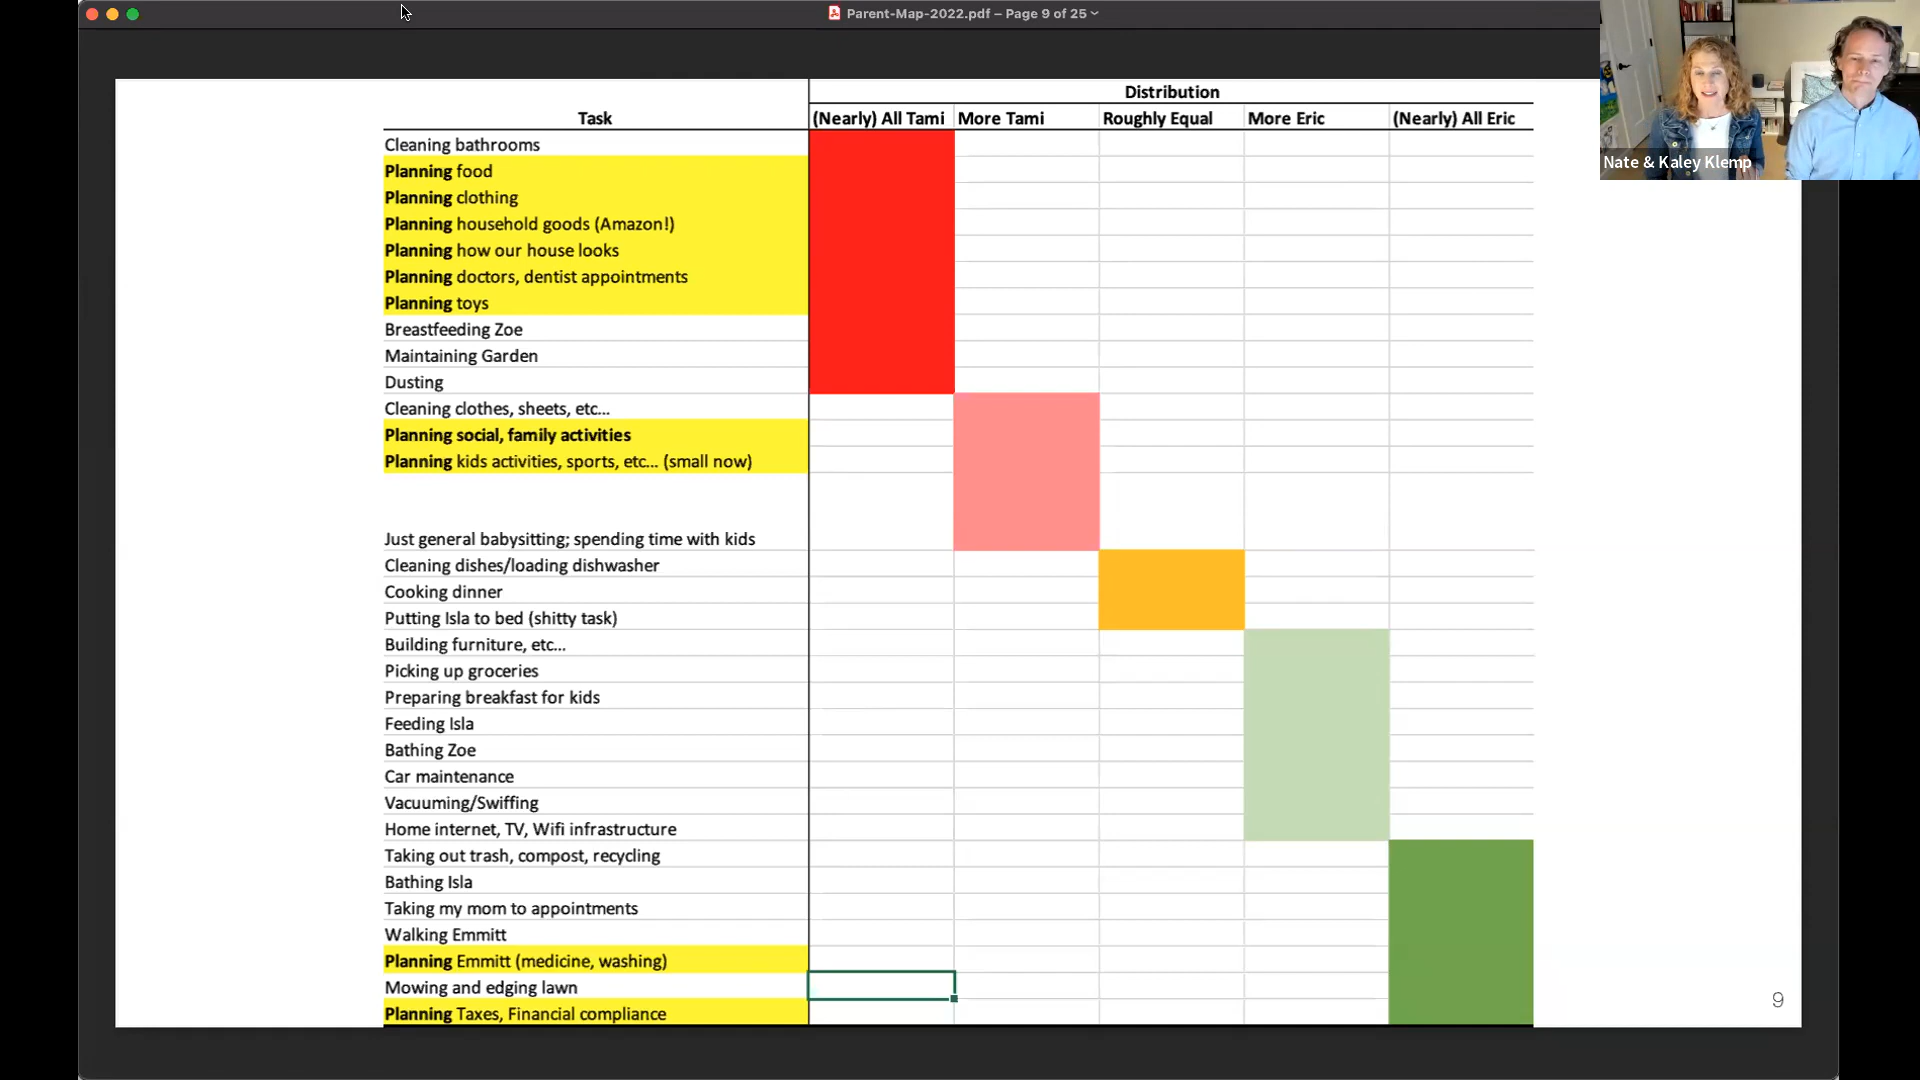 Parent-Map-2022.pdf – Page 9 of 25
Nate & Kaley Klemp
Distribution
Task (Nearly) All Tami More Tami Roughly Equal More Eric (Nearly) All Eric
Cleaning bathrooms
Planning food
Planning clothing
Planning household goods (Amazon!)
Planning how our house looks
Planning doctors, dentist appointments
Planning toys
Breastfeeding Zoe
Maintaining Garden
Dusting
Cleaning clothes, sheets, etc...
Planning social, family activities
Planning kids activities, sports, etc... (small now)
Just general babysitting; spending time with kids
Cleaning dishes/loading dishwasher
Cooking dinner
Putting Isla to bed (shitty task)
Building furniture, etc...
Picking up groceries
Preparing breakfast for kids
Feeding Isla
Bathing Zoe
Car maintenance
Vacuuming/Swiffing
Home internet, TV, Wifi infrastructure
Taking out trash, compost, recycling
Bathing Isla
Taking my mom to appointments
Walking Emmitt
Planning Emmitt (medicine, washing)
Mowing and edging lawn
Planning Taxes, Financial compliance
9